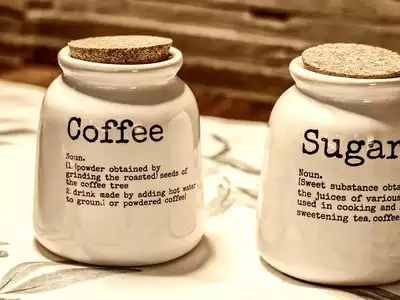 Coffee
Noun.
(1. (powder obtained by
grinding the roasted) seeds of
the coffee tree
2. drink made by adding hot water
to ground or powdered coffee)
Sugar
Noun.
(Sweet substance obta
the juices of various
used in cooking and
sweetening tea, coffee